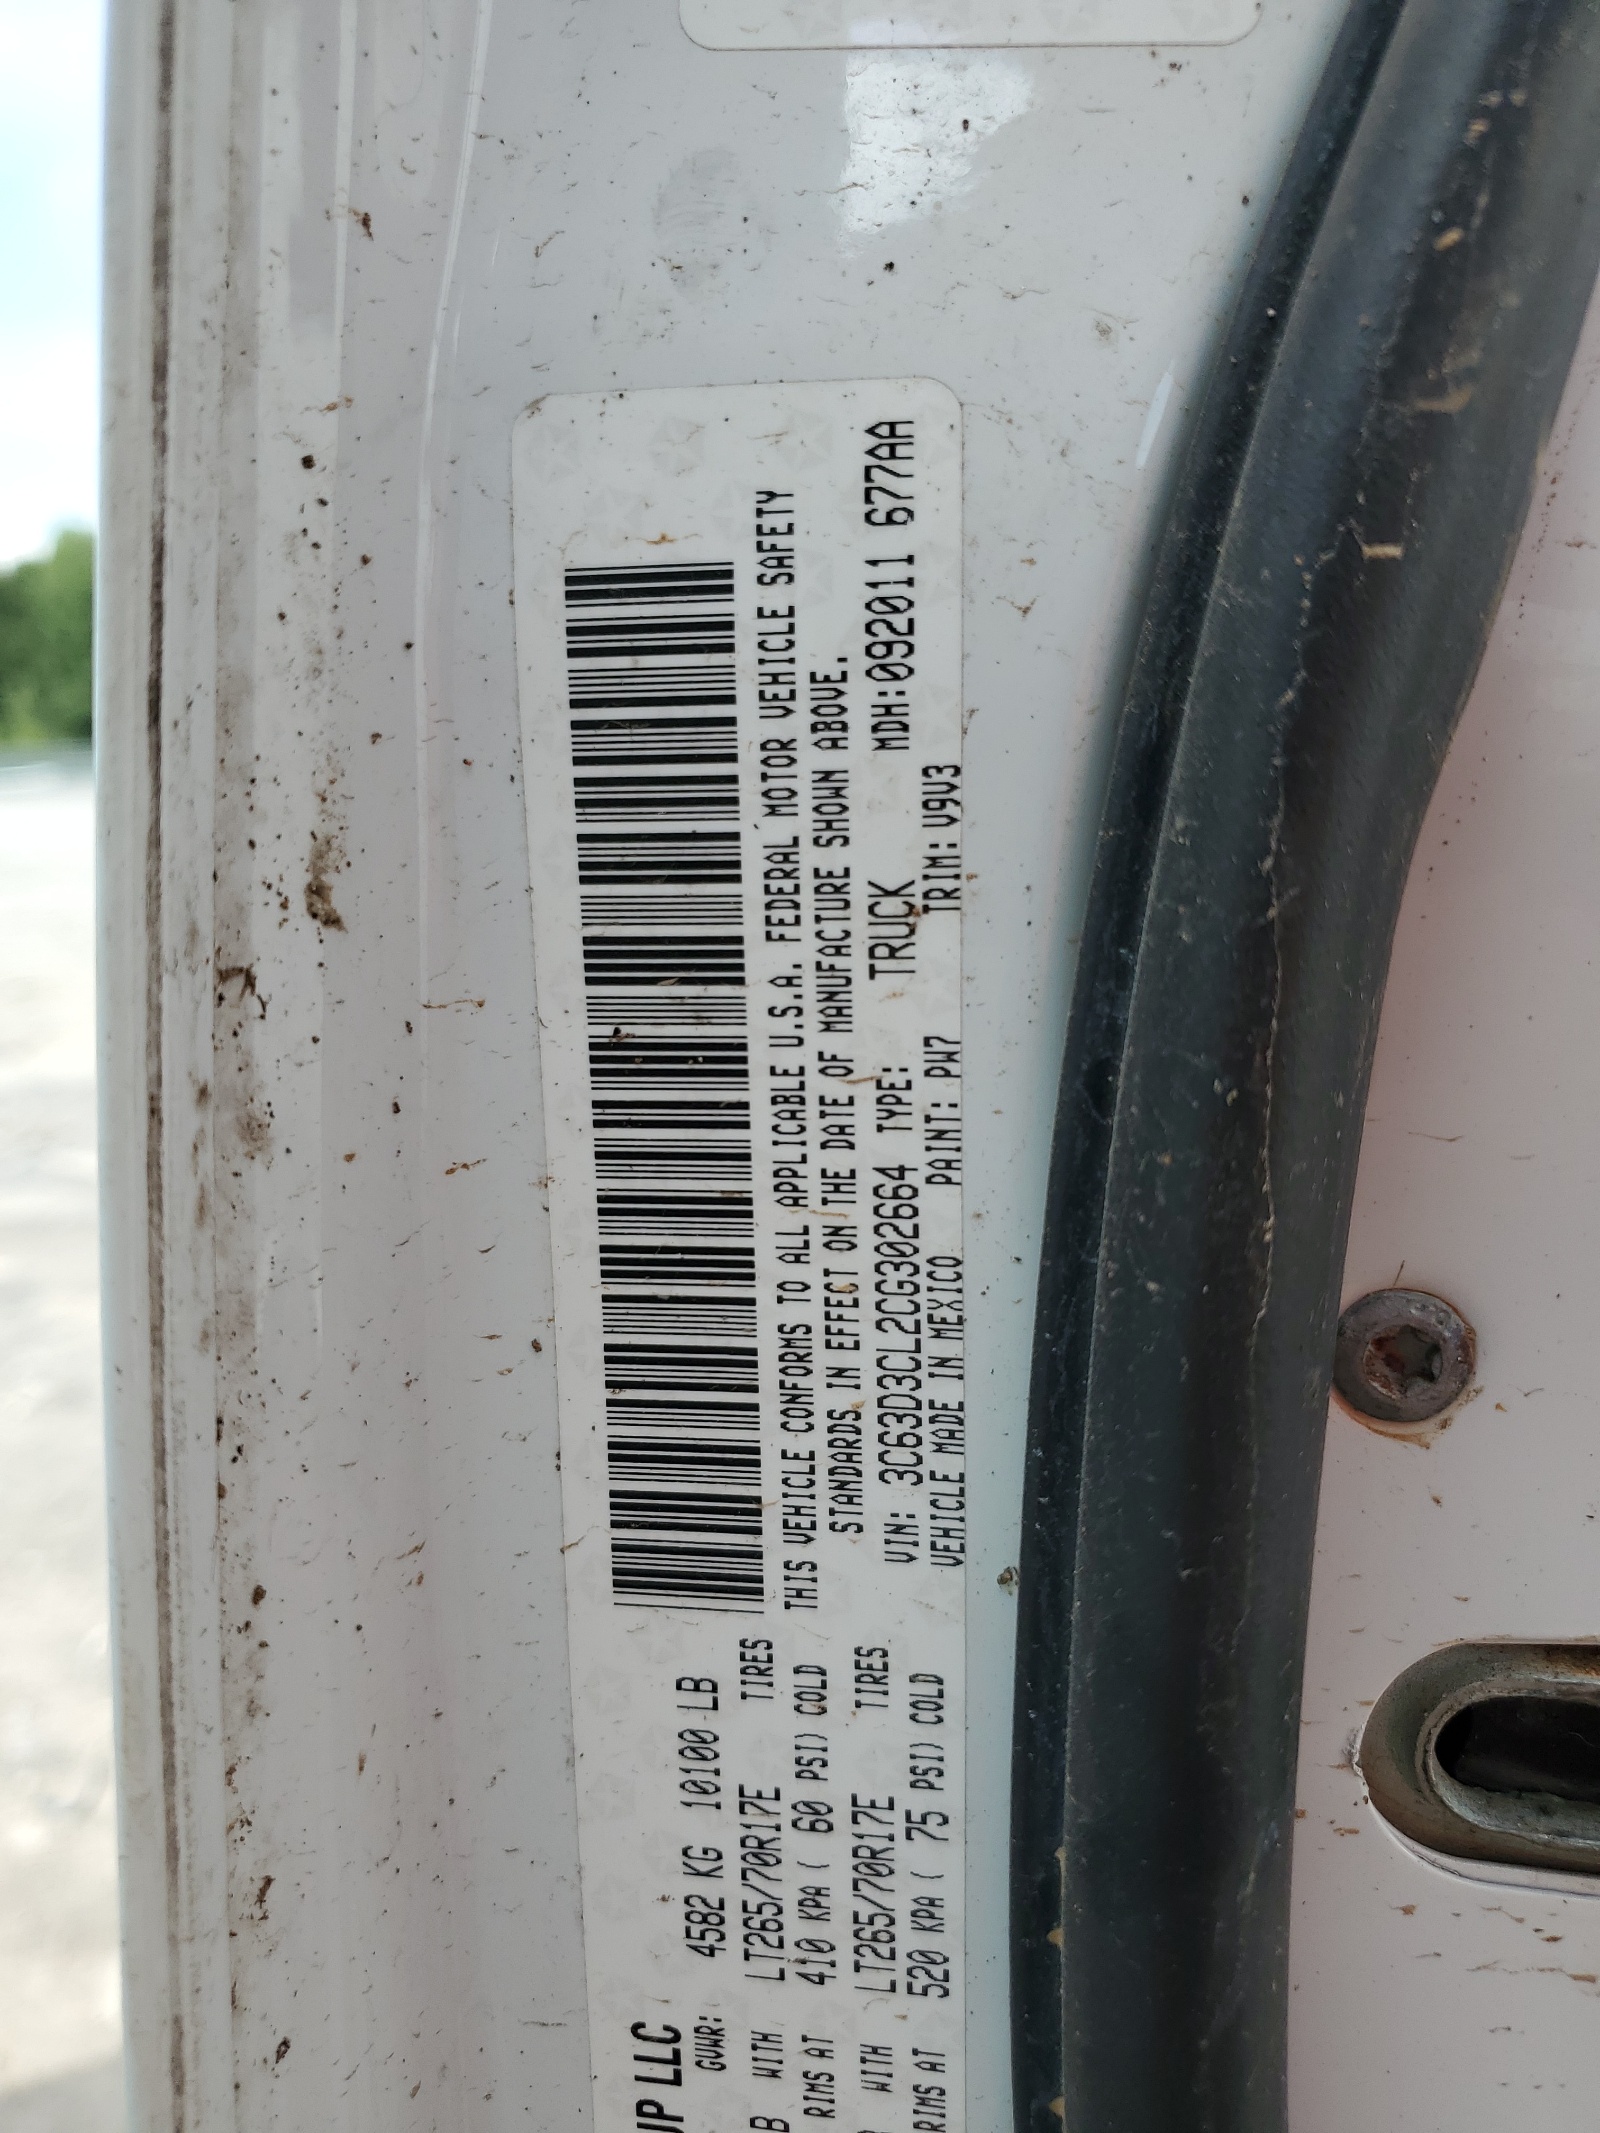 UP LLC
GVWR: 4582 KG 10100 LB
B WITH LT265/70R17E TIRES
RIMS AT 410 KPA ( 60 PSI) COLD
WITH LT265/70R17E TIRES
RIMS AT 520 KPA ( 75 PSI) COLD
THIS VEHICLE CONFORMS TO ALL APPLICABLE U.S.A. FEDERAL MOTOR VEHICLE SAFETY
STANDARDS IN EFFECT ON THE DATE OF MANUFACTURE SHOWN ABOVE.
VIN: 3C63D3CL2CG302664 TYPE: TRUCK MDH:092011 677AA
VEHICLE MADE IN MEXICO PAINT: PW7 TRIM: V9V3